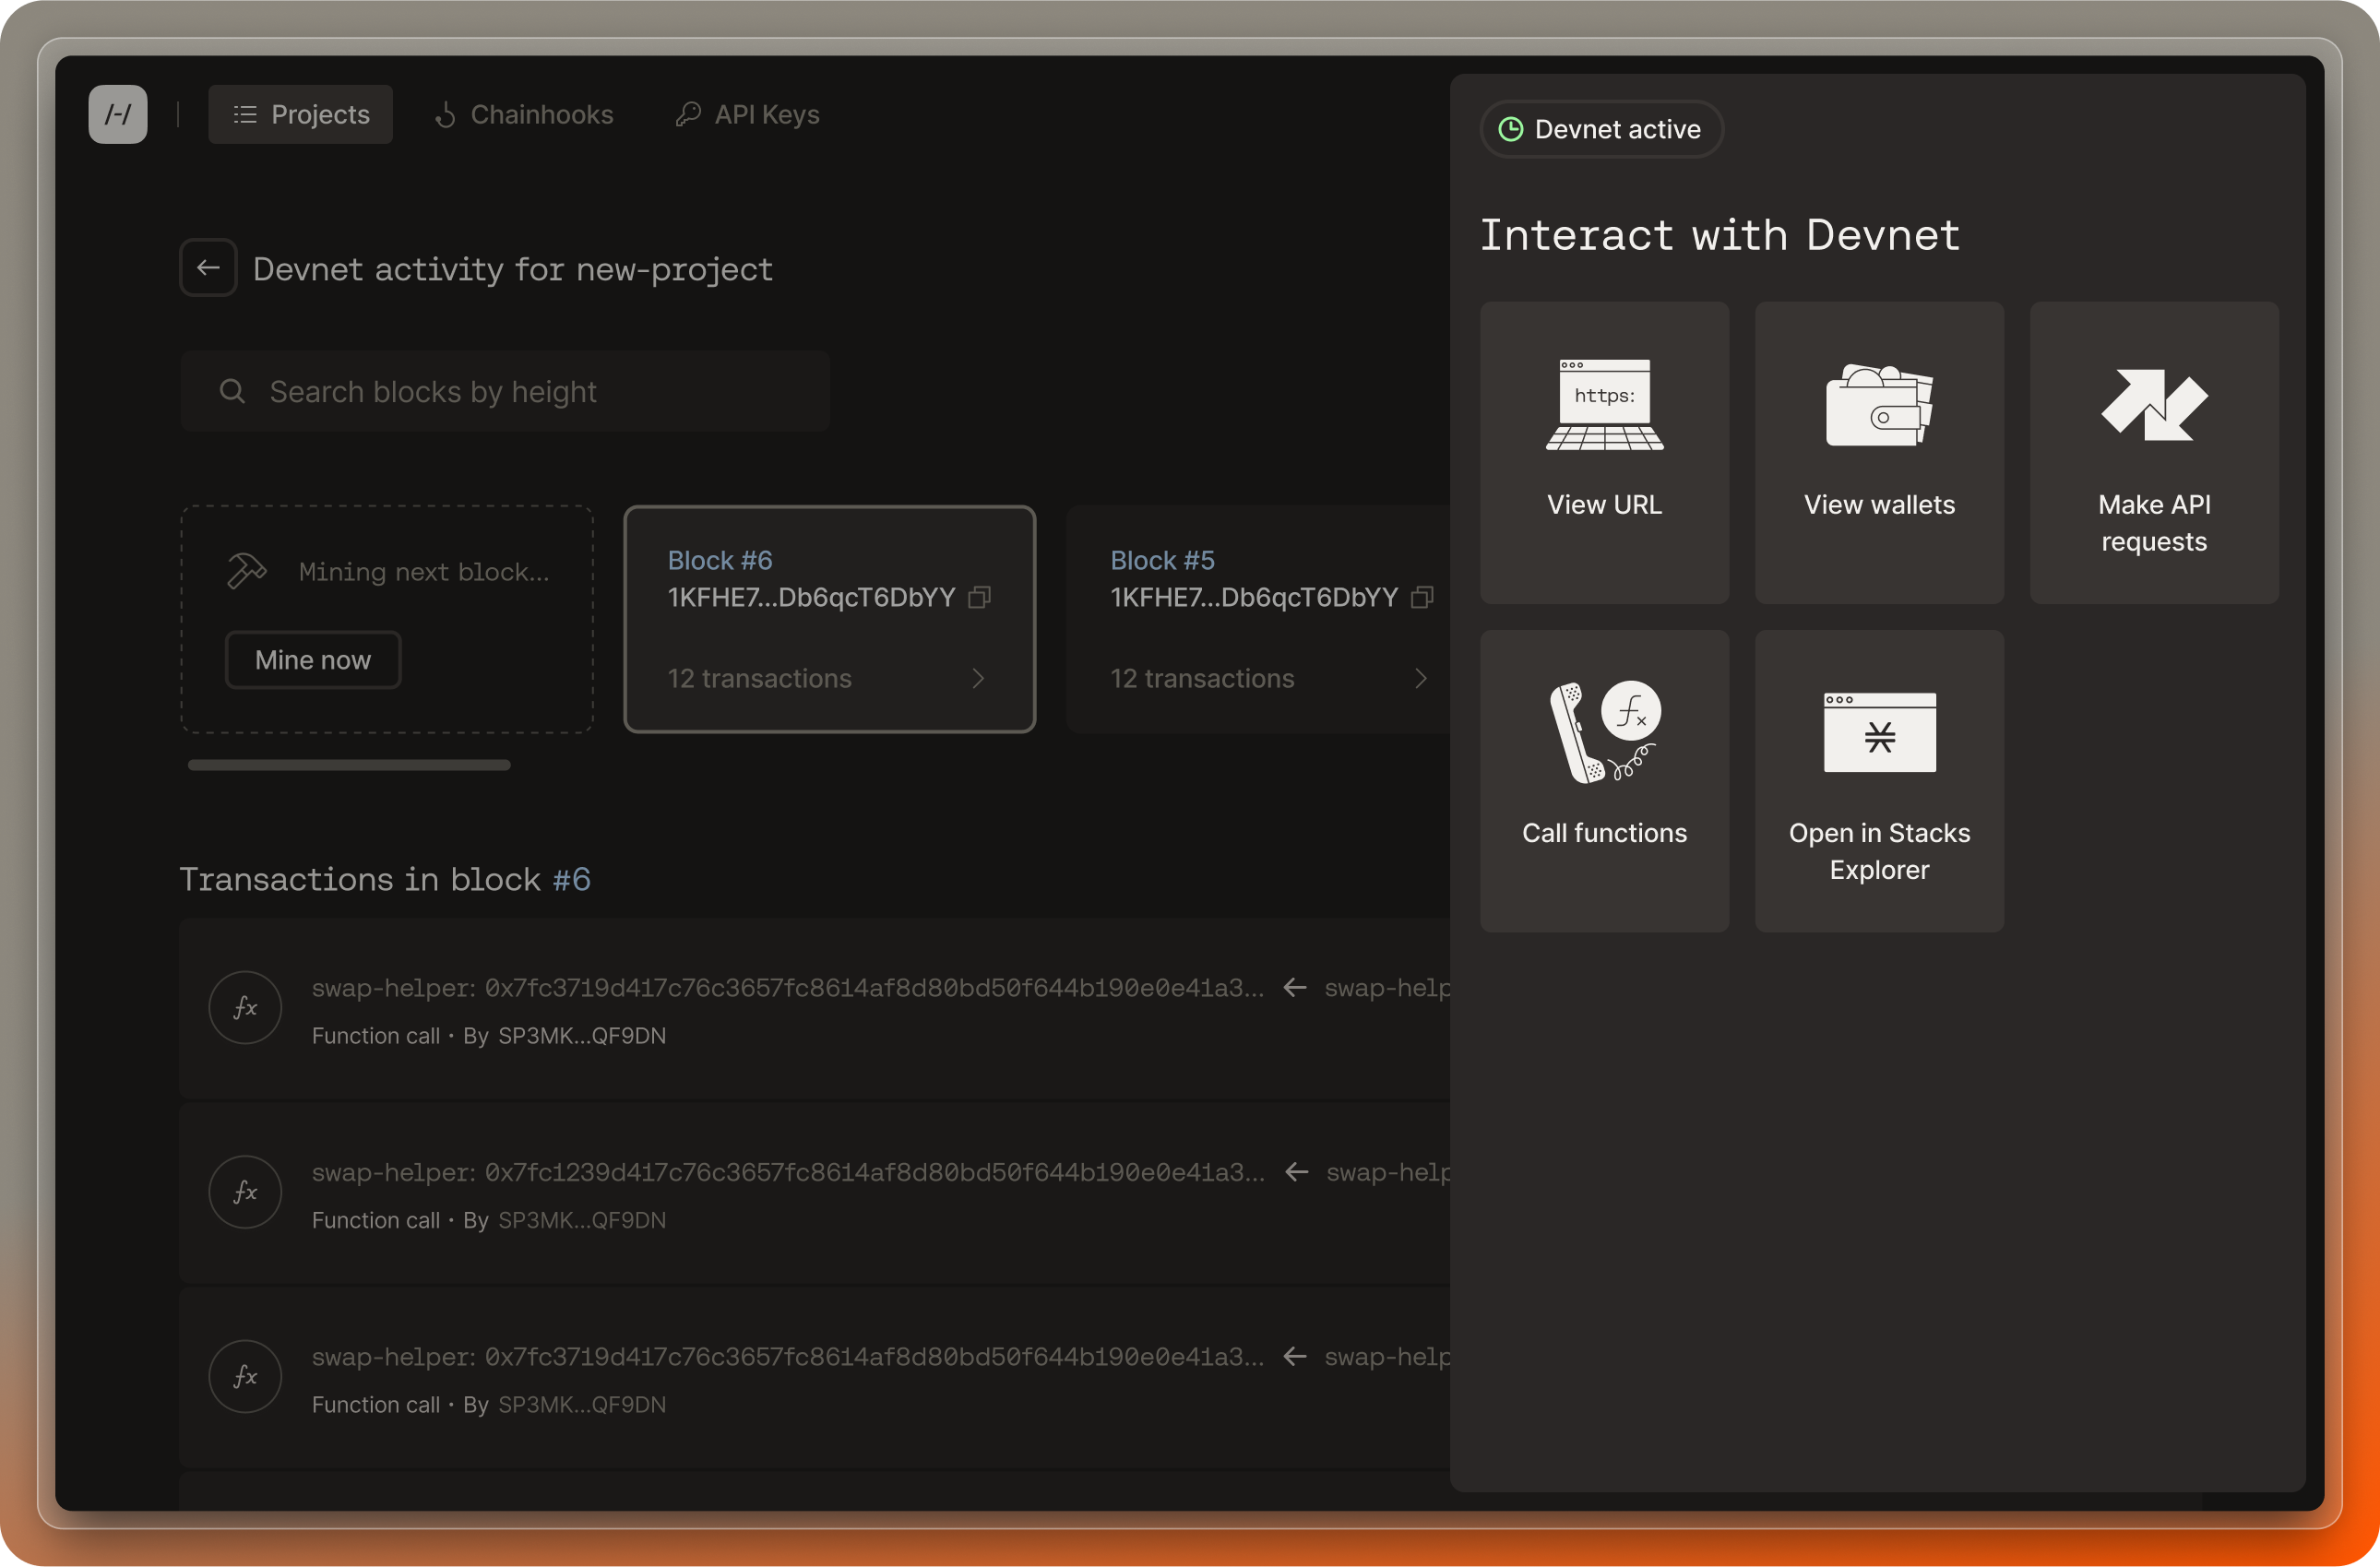 /-/
Projects
Chainhooks
API Keys
Devnet activity for new-project
Search blocks by height
Mining next block...
Mine now
Block #6
1KFHE7...Db6qcT6DbYY
12 transactions
Block #5
1KFHE7...Db6qcT6DbYY
12 transactions
Transactions in block #6
fx
swap-helper: 0x7fc3719d417c76c3657fc8614af8d80bd50f644b190e0e41a3... ← swap-help
Function call · By SP3MK...QF9DN
fx
swap-helper: 0x7fc1239d417c76c3657fc8614af8d80bd50f644b190e0e41a3... ← swap-help
Function call · By SP3MK...QF9DN
fx
swap-helper: 0x7fc3719d417c76c3657fc8614af8d80bd50f644b190e0e41a3... ← swap-help
Function call · By SP3MK...QF9DN
Devnet active
Interact with Devnet
https:
View URL
View wallets
Make API
requests
fx
Call functions
Open in Stacks
Explorer